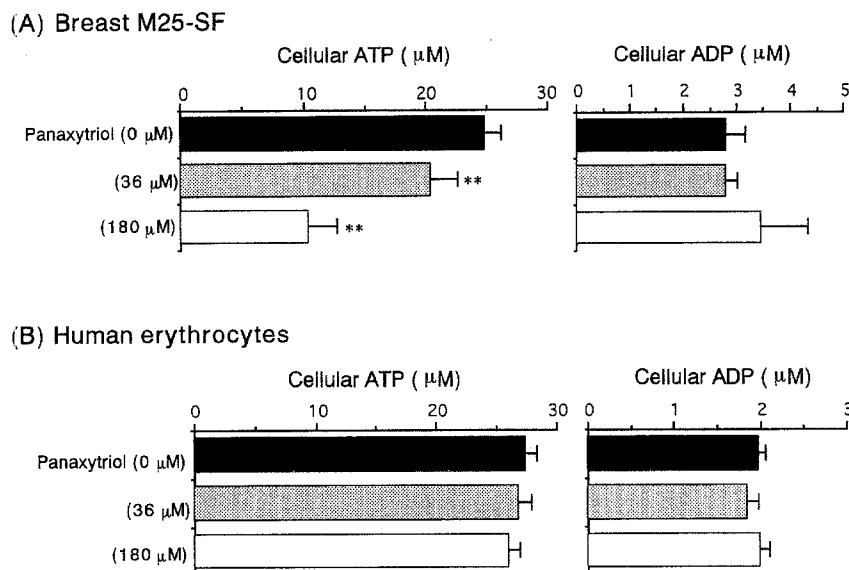 (A) Breast M25-SF
Cellular ATP ( μM)
Cellular ADP ( μM)
0 10 20 30
0 1 2 3 4 5
Panaxytriol (0 μM)
(36 μM)
**
(180 μM)
**
(B) Human erythrocytes
Cellular ATP ( μM)
Cellular ADP ( μM)
0 10 20 30
0 1 2 3
Panaxytriol (0 μM)
(36 μM)
(180 μM)